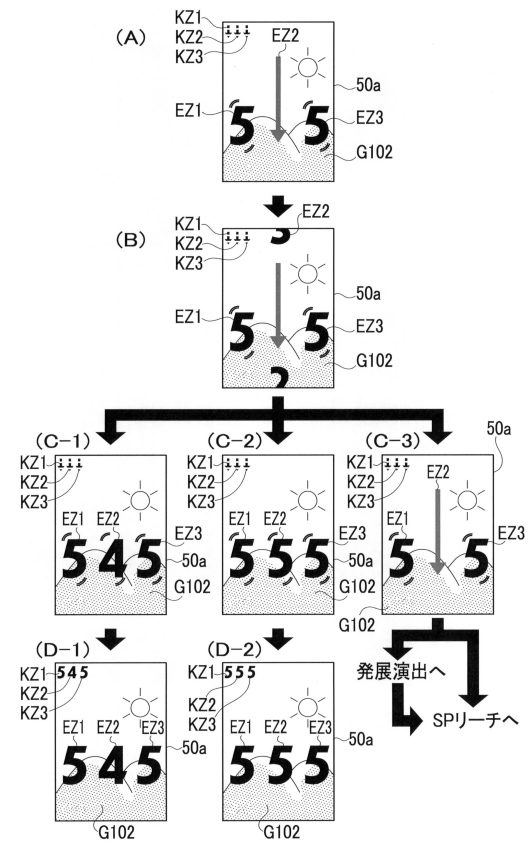 (A)
KZ1
KZ2
KZ3
EZ2
EZ1
5
5
50a
EZ3
G102
(B)
KZ1
KZ2
KZ3
3
EZ2
EZ1
5
5
50a
EZ3
G102
2
(C-1)
KZ1
KZ2
KZ3
EZ1
EZ2
EZ3
5 4 5
50a
G102
(C-2)
KZ1
KZ2
KZ3
EZ1
EZ2
EZ3
5 5 5
50a
G102
(C-3)
50a
KZ1
KZ2
KZ3
EZ2
EZ1
EZ3
5
5
G102
(D-1)
KZ1
KZ2
KZ3
545
EZ1
EZ2
EZ3
5 4 5
50a
G102
(D-2)
KZ1
KZ2
KZ3
555
EZ1
EZ2
EZ3
5 5 5
50a
G102
発展演出へ
SPリーチへ